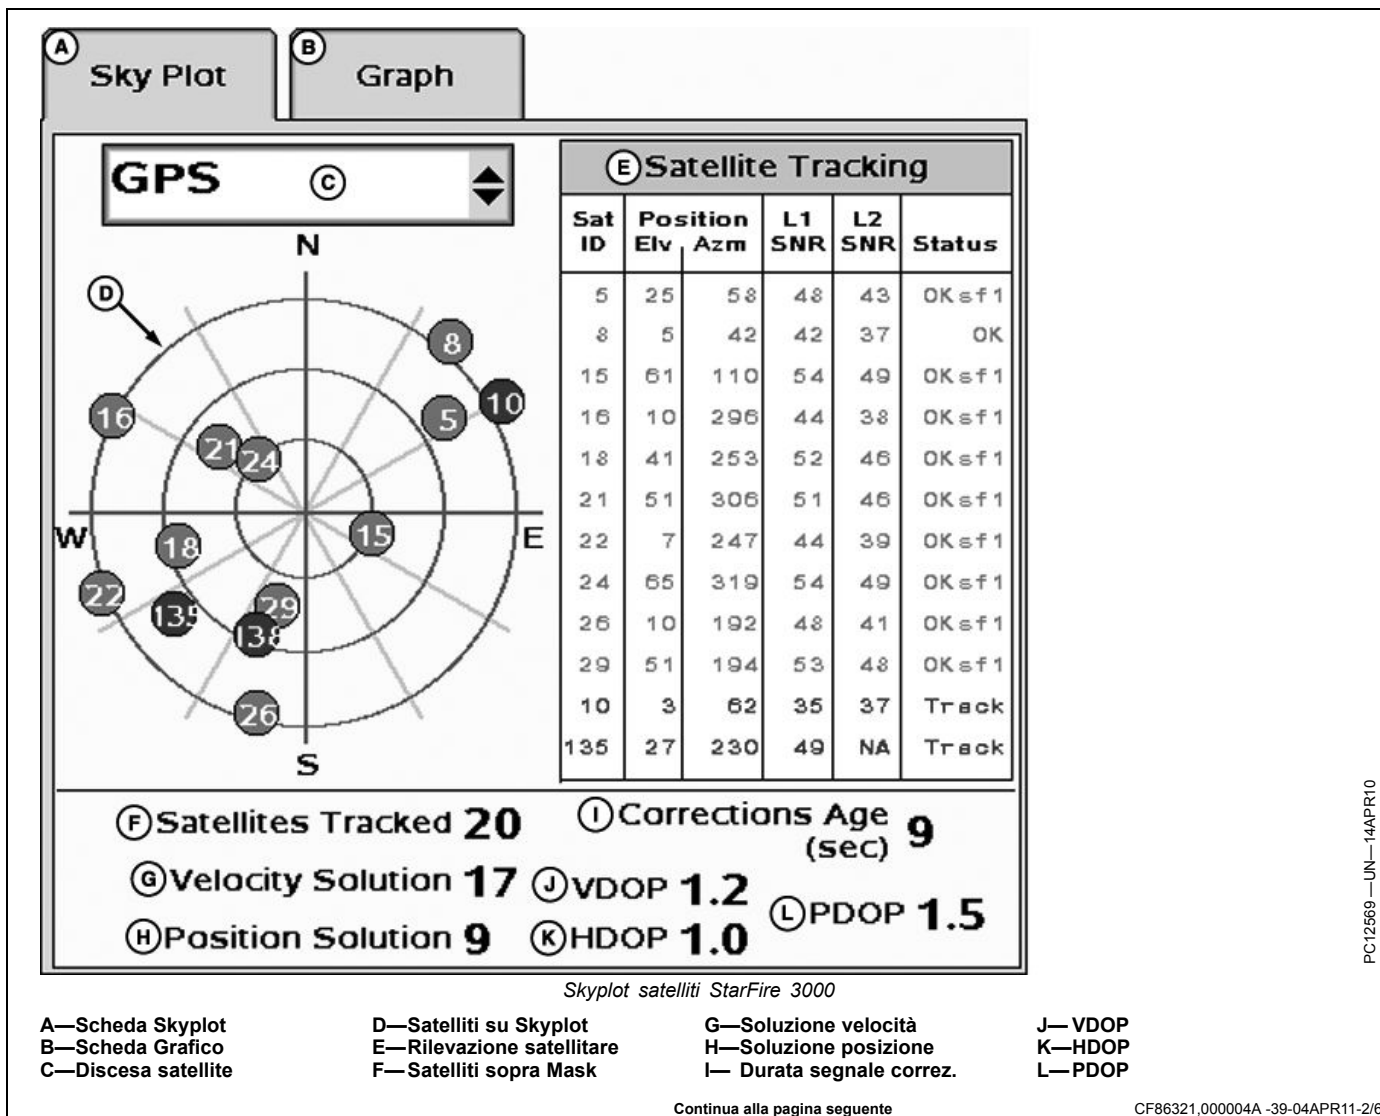 A
Sky Plot
B
Graph
GPS
C
E Satellite Tracking
Sat ID Position Elv Azm L1 SNR L2 SNR Status
5 25 58 48 43 OKsf1
8 5 42 42 37 OK
15 61 110 54 49 OKsf1
16 10 296 44 38 OKsf1
18 41 253 52 46 OKsf1
21 51 306 51 46 OKsf1
22 7 247 44 39 OKsf1
24 65 319 54 49 OKsf1
26 10 192 48 41 OKsf1
29 51 194 53 48 OKsf1
10 3 62 35 37 Track
135 27 230 49 NA Track
N
D
8
10
16
5
21
24
W
E
15
18
22
29
135
138
26
S
F Satellites Tracked 20
I Corrections Age (sec) 9
G Velocity Solution 17
J VDOP 1.2
L PDOP 1.5
H Position Solution 9
K HDOP 1.0
PC12569 —UN—14APR10
Skyplot satelliti StarFire 3000
A—Scheda Skyplot
B—Scheda Grafico
C—Discesa satellite
D—Satelliti su Skyplot
E—Rilevazione satellitare
F—Satelliti sopra Mask
G—Soluzione velocità
H—Soluzione posizione
I— Durata segnale correz.
J— VDOP
K—HDOP
L—PDOP
Continua alla pagina seguente
CF86321,000004A -39-04APR11-2/6